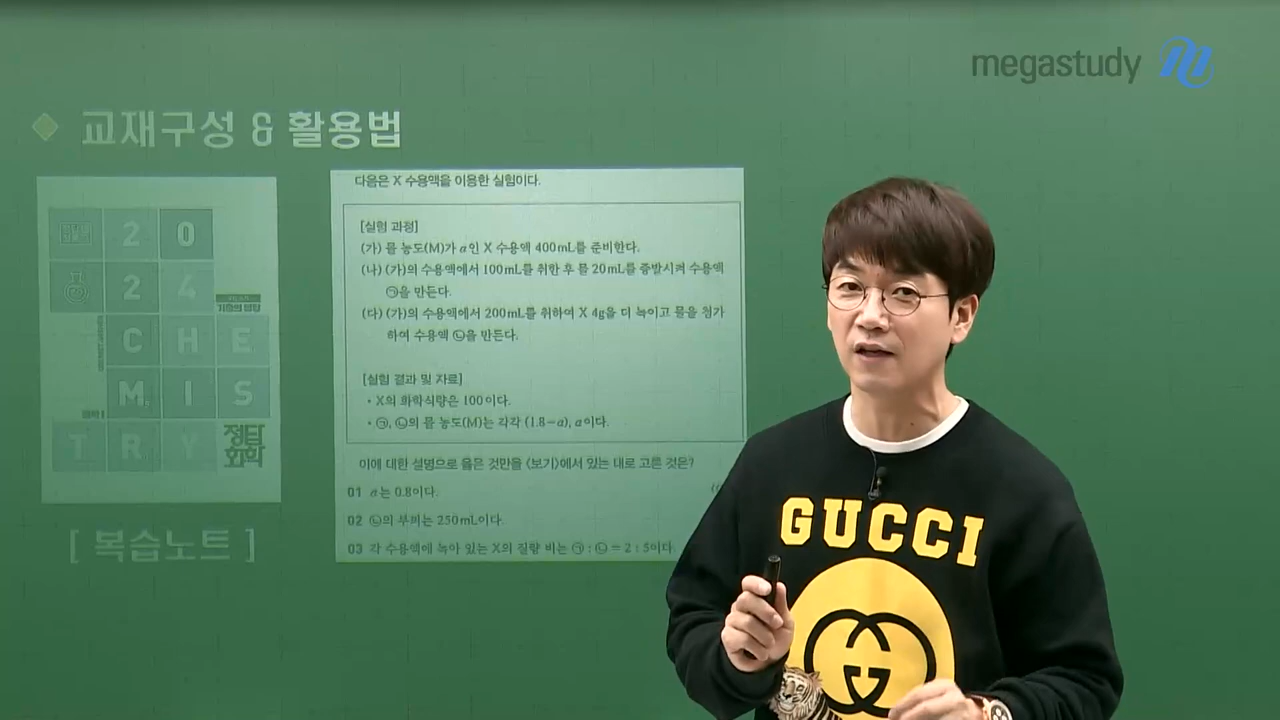 megastudy
교재구성 & 활용법
2 0
2 4
기출의 정답
C H E
M. I S
T R Y 정답
화학
[ 복습노트 ]
다음은 X 수용액을 이용한 실험이다.
[실험 과정]
(가) 몰 농도(M)가 a인 X 수용액 400mL를 준비한다.
(나) (가)의 수용액에서 100mL를 취한 후 물 20mL를 증발시켜 수용액
㉠을 만든다.
(다) (가)의 수용액에서 200mL를 취하여 X 4g을 더 녹이고 물을 첨가
하여 수용액 ㉡을 만든다.
[실험 결과 및 자료]
• X의 화학식량은 100이다.
• ㉠, ㉡의 몰 농도(M)는 각각 (1.8−a), a이다.
이에 대한 설명으로 옳은 것만을 〈보기〉에서 있는 대로 고른 것은?
01 a는 0.8이다.
02 ㉡의 부피는 250mL이다.
03 각 수용액에 녹아 있는 X의 질량 비는 ㉠ : ㉡ = 2 : 5이다.
GUCCI